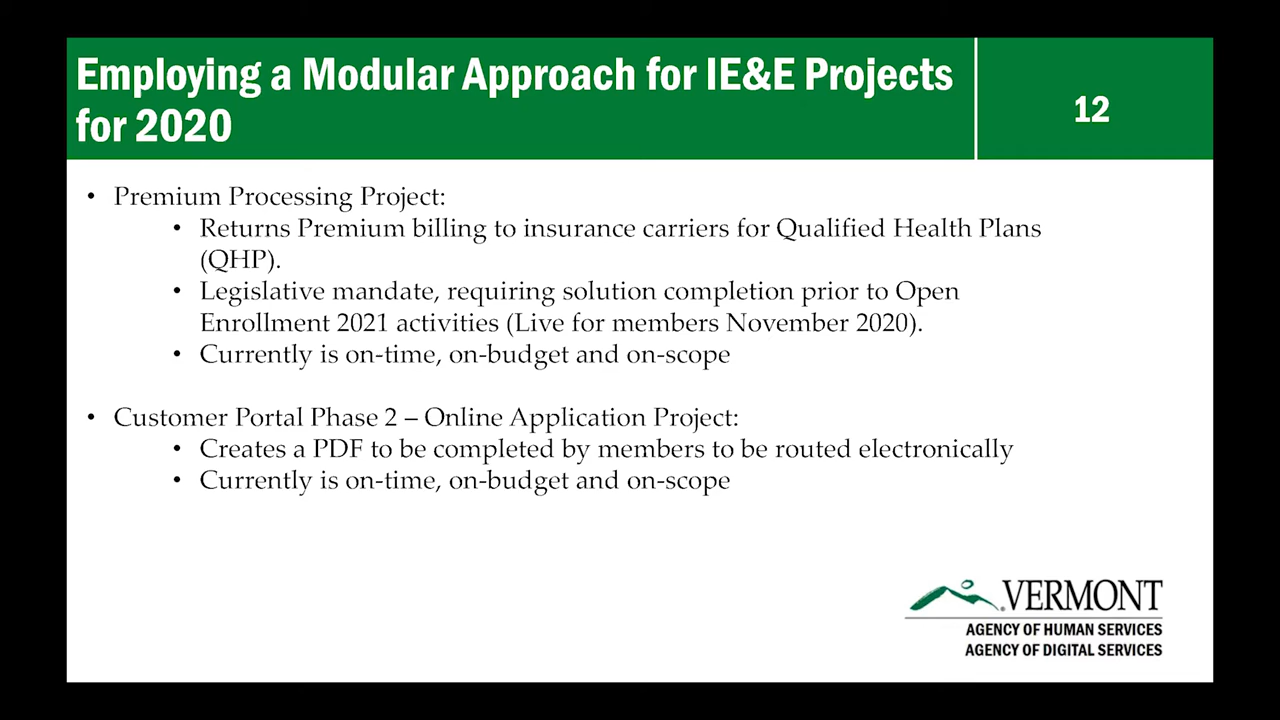 Employing a Modular Approach for IE&E Projects
for 2020
12
• Premium Processing Project:
• Returns Premium billing to insurance carriers for Qualified Health Plans
(QHP).
• Legislative mandate, requiring solution completion prior to Open
Enrollment 2021 activities (Live for members November 2020).
• Currently is on-time, on-budget and on-scope
• Customer Portal Phase 2 – Online Application Project:
• Creates a PDF to be completed by members to be routed electronically
• Currently is on-time, on-budget and on-scope
VERMONT
AGENCY OF HUMAN SERVICES
AGENCY OF DIGITAL SERVICES